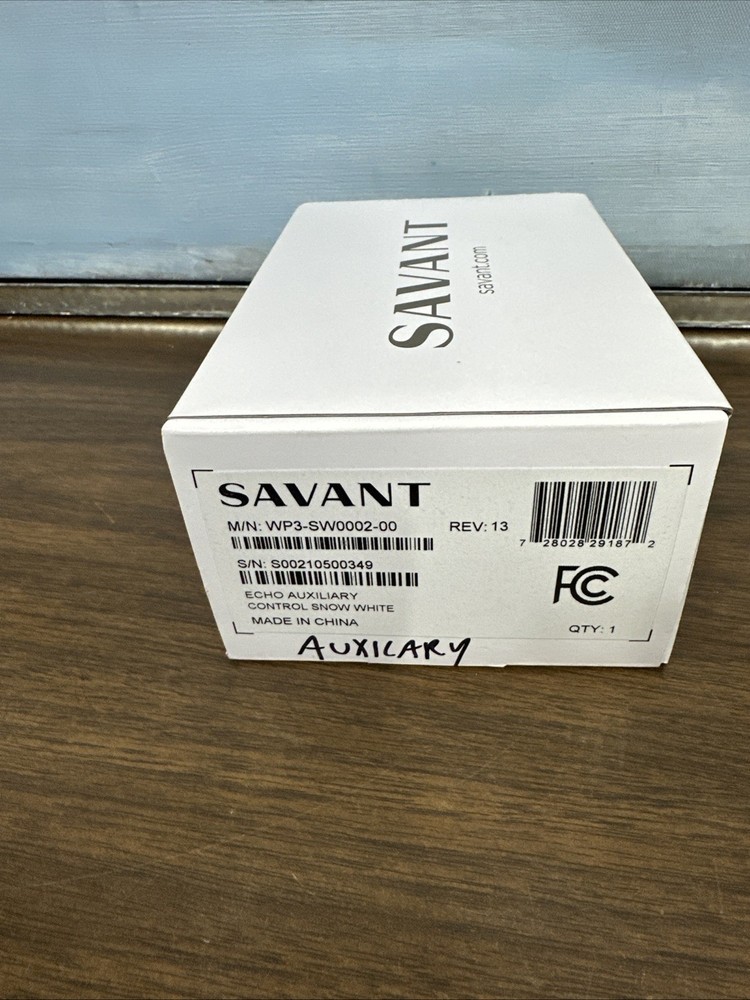 SAVANT
savant.com
SAVANT
M/N: WP3-SW0002-00 REV: 13
7 28028 29187 2
S/N: S00210500349
FC
ECHO AUXILIARY
CONTROL SNOW WHITE
MADE IN CHINA
QTY: 1
AUXILARY